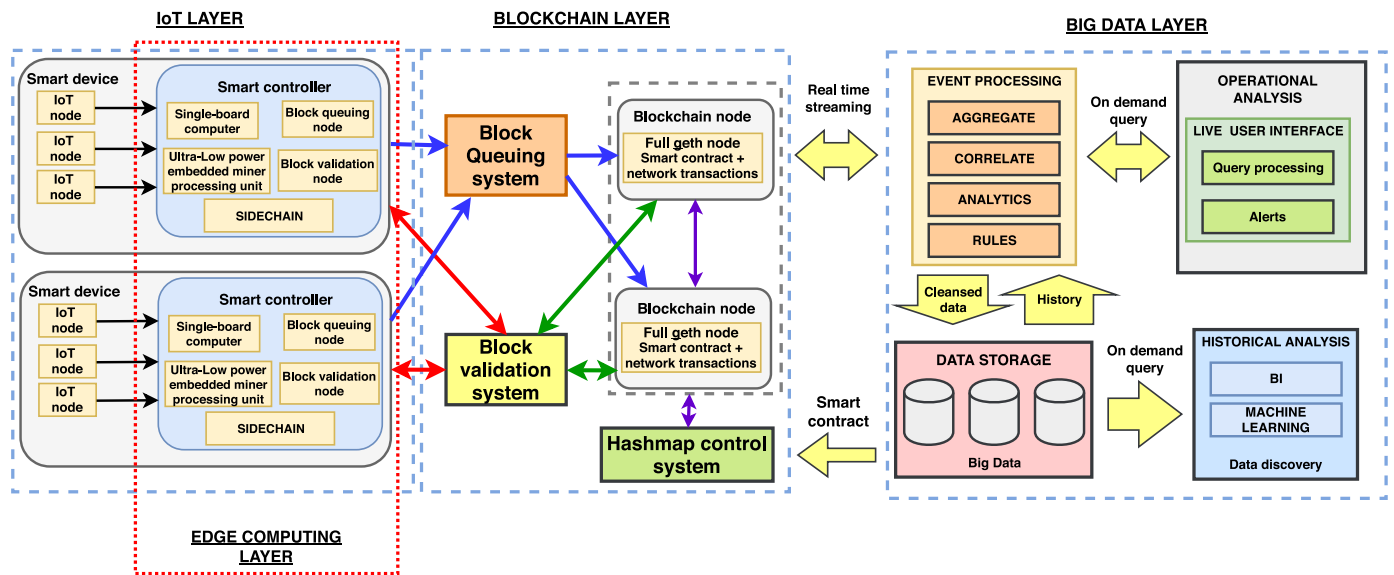 IoT LAYER
BLOCKCHAIN LAYER
BIG DATA LAYER
Smart device
IoT
node
IoT
node
IoT
node
Smart controller
Single-board
computer
Block queuing
node
Ultra-Low power
embedded miner
processing unit
Block validation
node
SIDECHAIN
Smart device
IoT
node
IoT
node
IoT
node
Smart controller
Single-board
computer
Block queuing
node
Ultra-Low power
embedded miner
processing unit
Block validation
node
SIDECHAIN
EDGE COMPUTING
LAYER
Block
Queuing
system
Block
validation
system
Blockchain node
Full geth node
Smart contract +
network transactions
Blockchain node
Full geth node
Smart contract +
network transactions
Hashmap control
system
Real time
streaming
Smart
contract
EVENT PROCESSING
AGGREGATE
CORRELATE
ANALYTICS
RULES
On demand
query
OPERATIONAL
ANALYSIS
LIVE USER INTERFACE
Query processing
Alerts
Cleansed
data
History
DATA STORAGE
Big Data
On demand
query
HISTORICAL ANALYSIS
BI
MACHINE
LEARNING
Data discovery